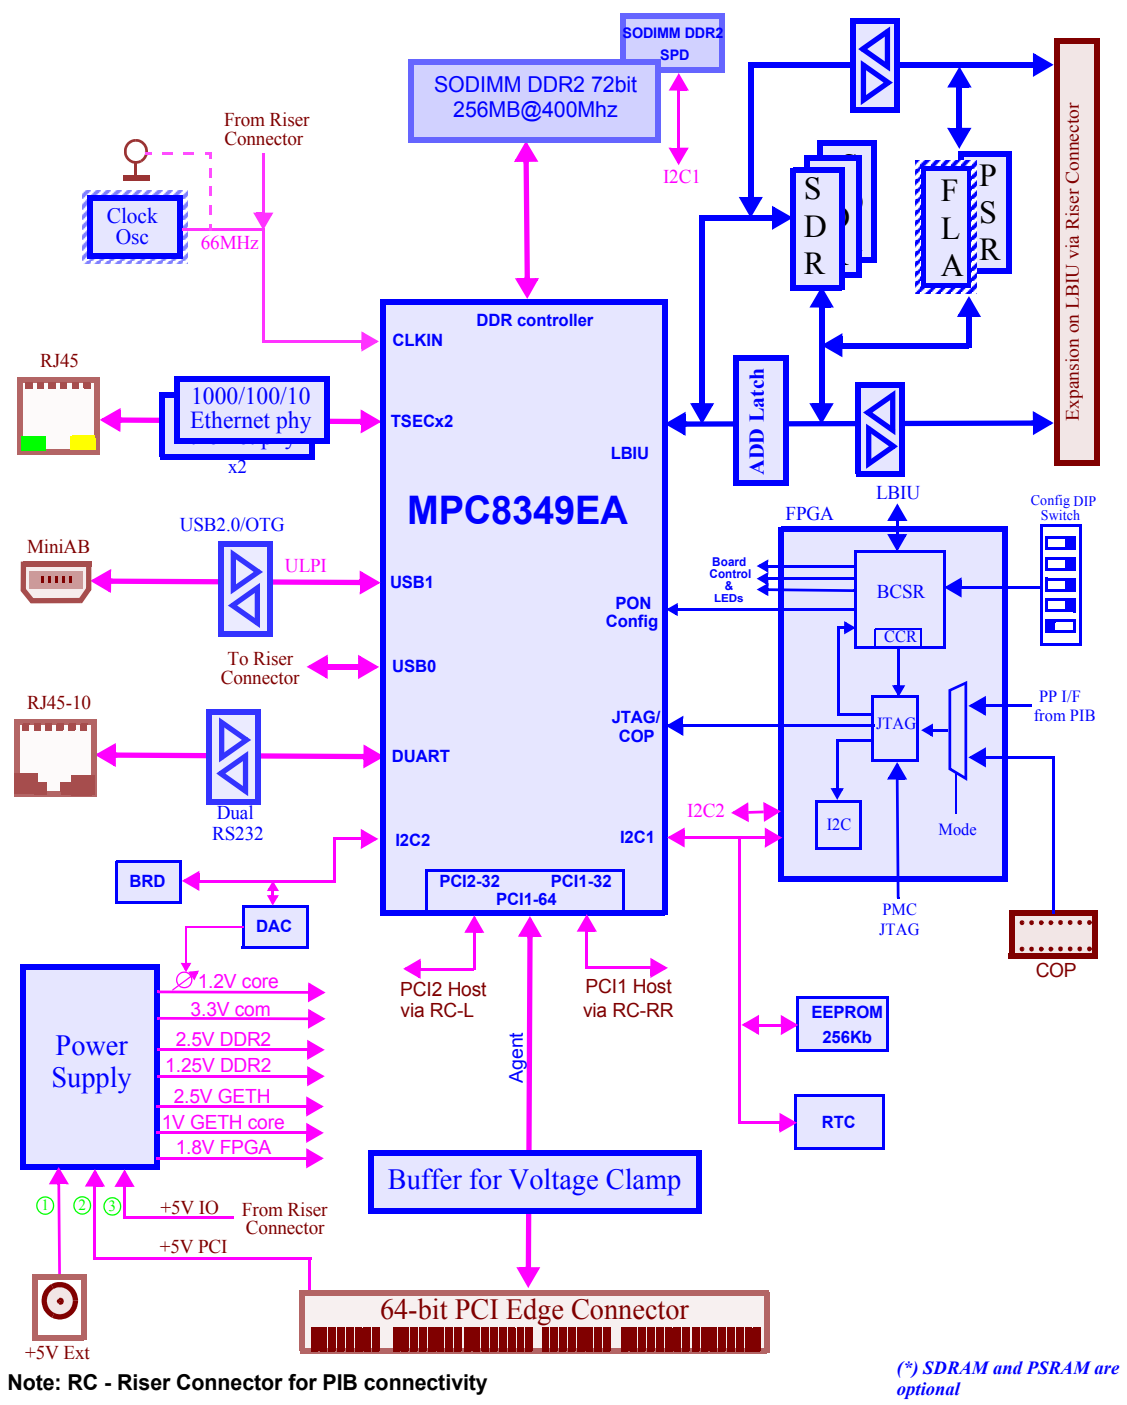 SODIMM DDR2
SPD
SODIMM DDR2 72bit
256MB@400Mhz
I2C1
From Riser
Connector
Clock
Osc
66MHz
S
D
R
F
L
A
P
S
R
Expansion on LBIU via Riser Connector
DDR controller
CLKIN
RJ45
1000/100/10
Ethernet phy
x2
TSECx2
LBIU
ADD Latch
MPC8349EA
LBIU
FPGA
Config DIP
Switch
USB2.0/OTG
MiniAB
ULPI
USB1
Board
Control
&
LEDs
BCSR
CCR
PON
Config
To Riser
Connector
USB0
RJ45-10
JTAG/
COP
JTAG
PP I/F
from PIB
DUART
Dual
RS232
I2C2
I2C
Mode
I2C2
I2C1
BRD
PCI2-32
PCI1-32
PCI1-64
DAC
PMC
JTAG
COP
PCI2 Host
via RC-L
PCI1 Host
via RC-RR
Power
Supply
1.2V core
3.3V com
2.5V DDR2
1.25V DDR2
2.5V GETH
1V GETH core
1.8V FPGA
Agent
EEPROM
256Kb
RTC
Buffer for Voltage Clamp
1
2
3
+5V IO
From Riser
Connector
+5V PCI
64-bit PCI Edge Connector
+5V Ext
Note: RC - Riser Connector for PIB connectivity
(*) SDRAM and PSRAM are
optional